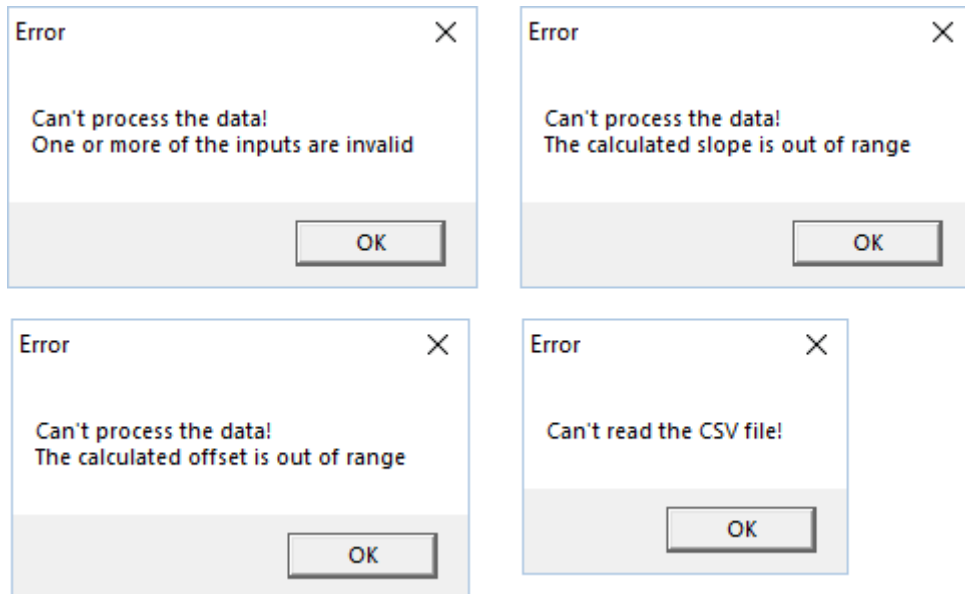 Error
Can't process the data!
One or more of the inputs are invalid
OK
Error
Can't process the data!
The calculated slope is out of range
OK
Error
Can't process the data!
The calculated offset is out of range
OK
Error
Can't read the CSV file!
OK